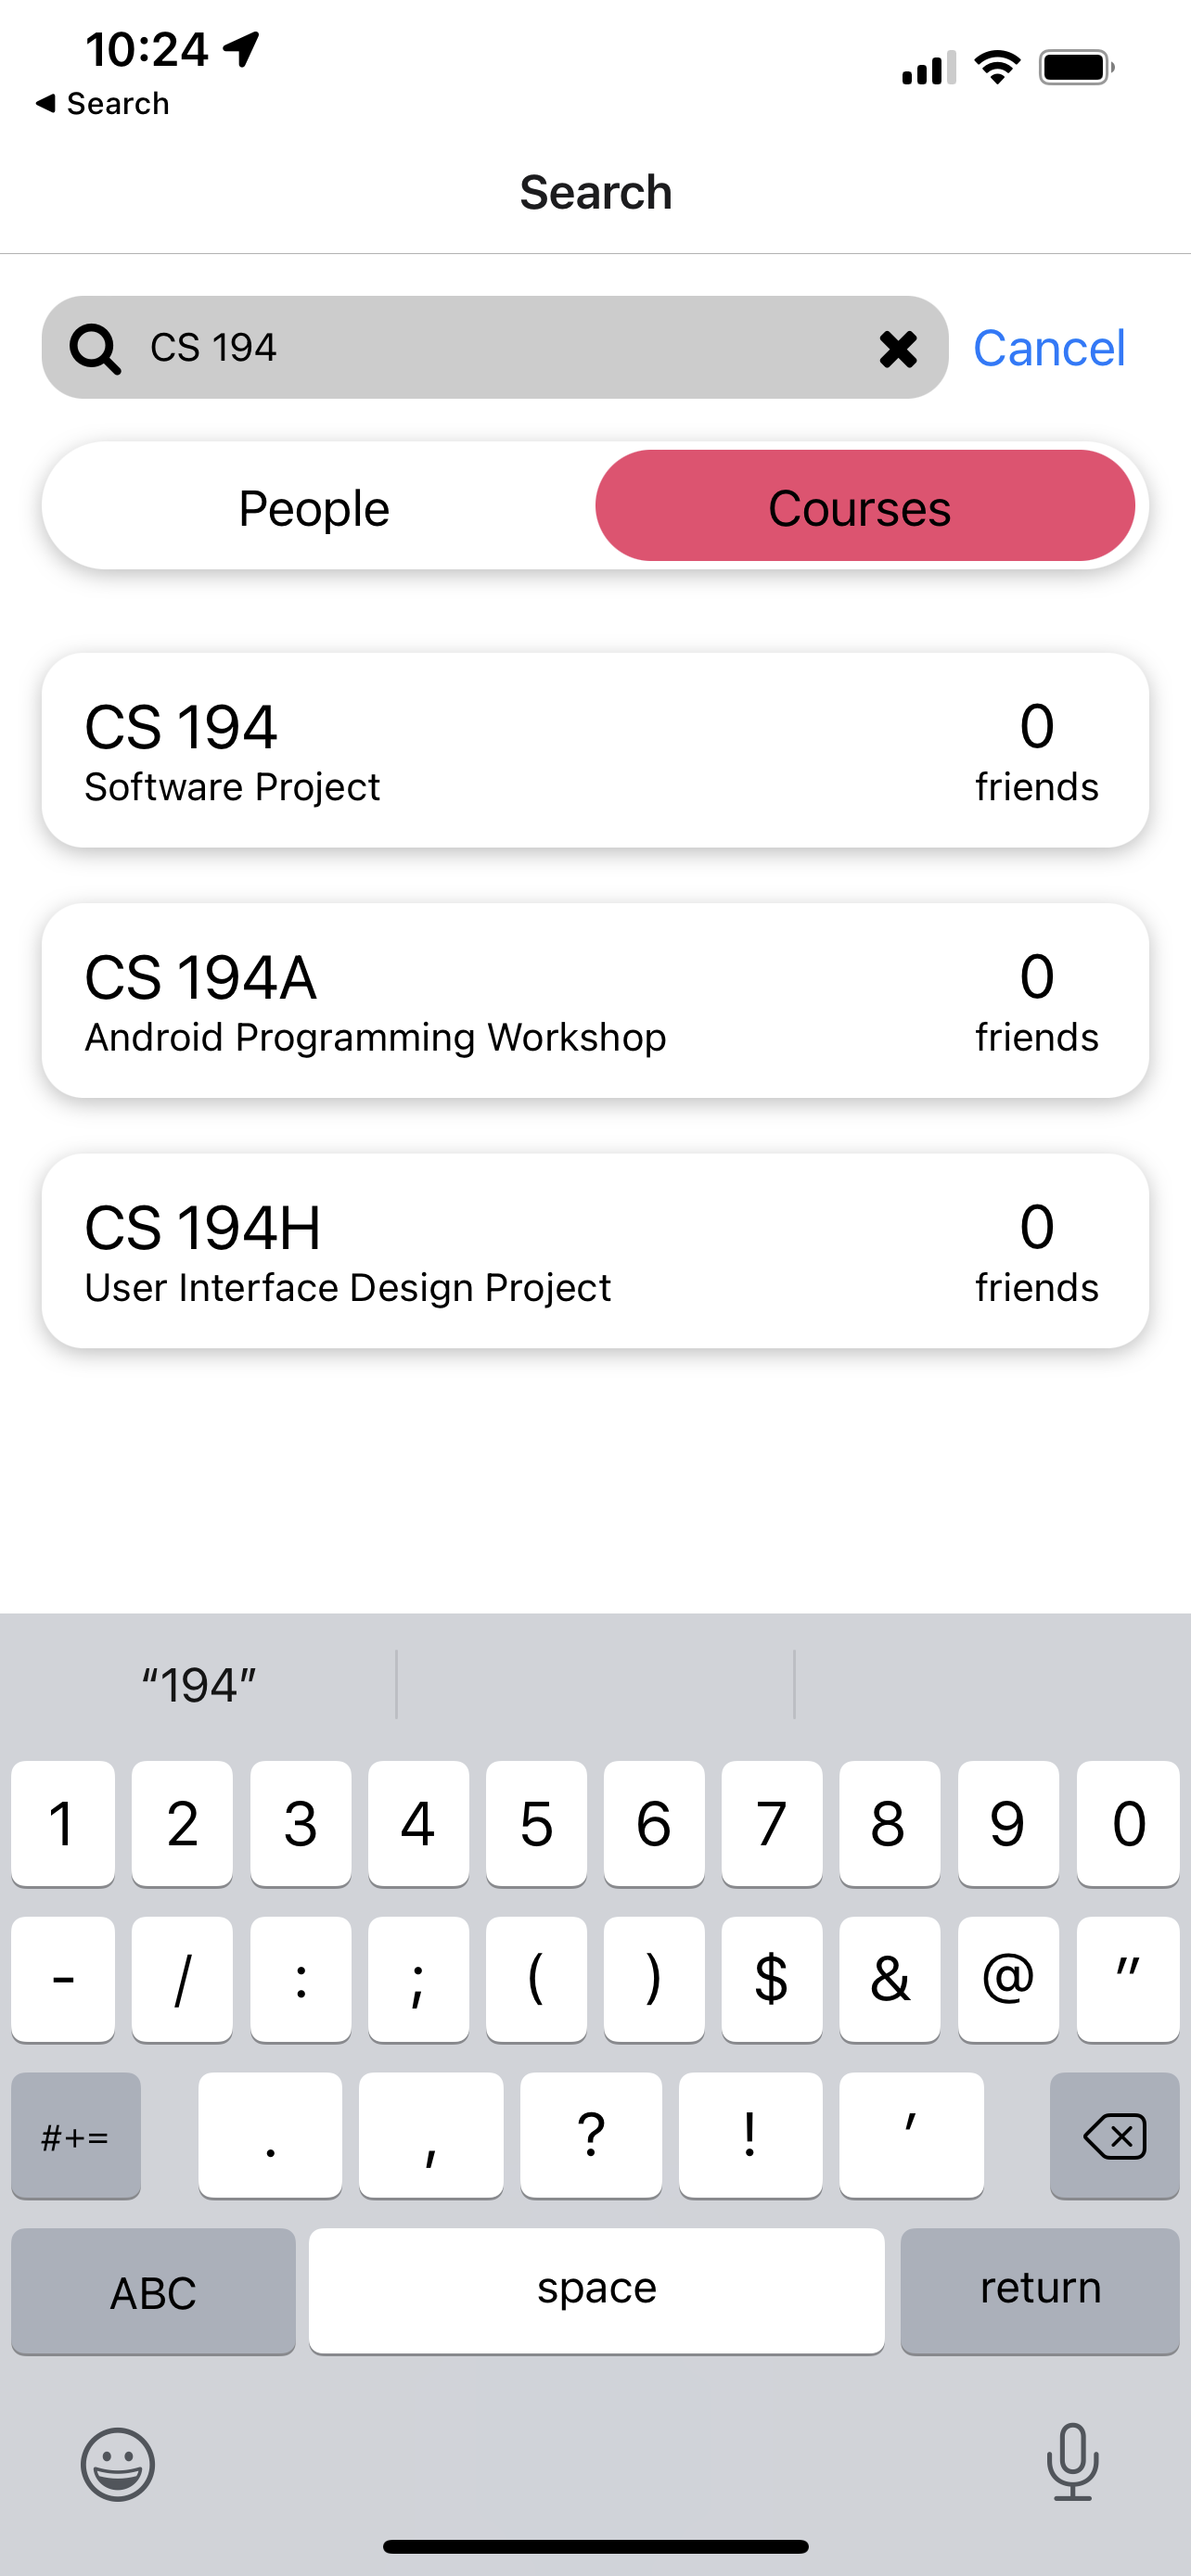 10:24
◀ Search
Search
CS 194
Cancel
People
Courses
CS 194
0
Software Project
friends
CS 194A
0
Android Programming Workshop
friends
CS 194H
0
User Interface Design Project
friends
“194”
1 2 3 4 5 6 7 8 9 0
- / : ; ( ) $ & @ "
#+= . , ? ! '
ABC space return